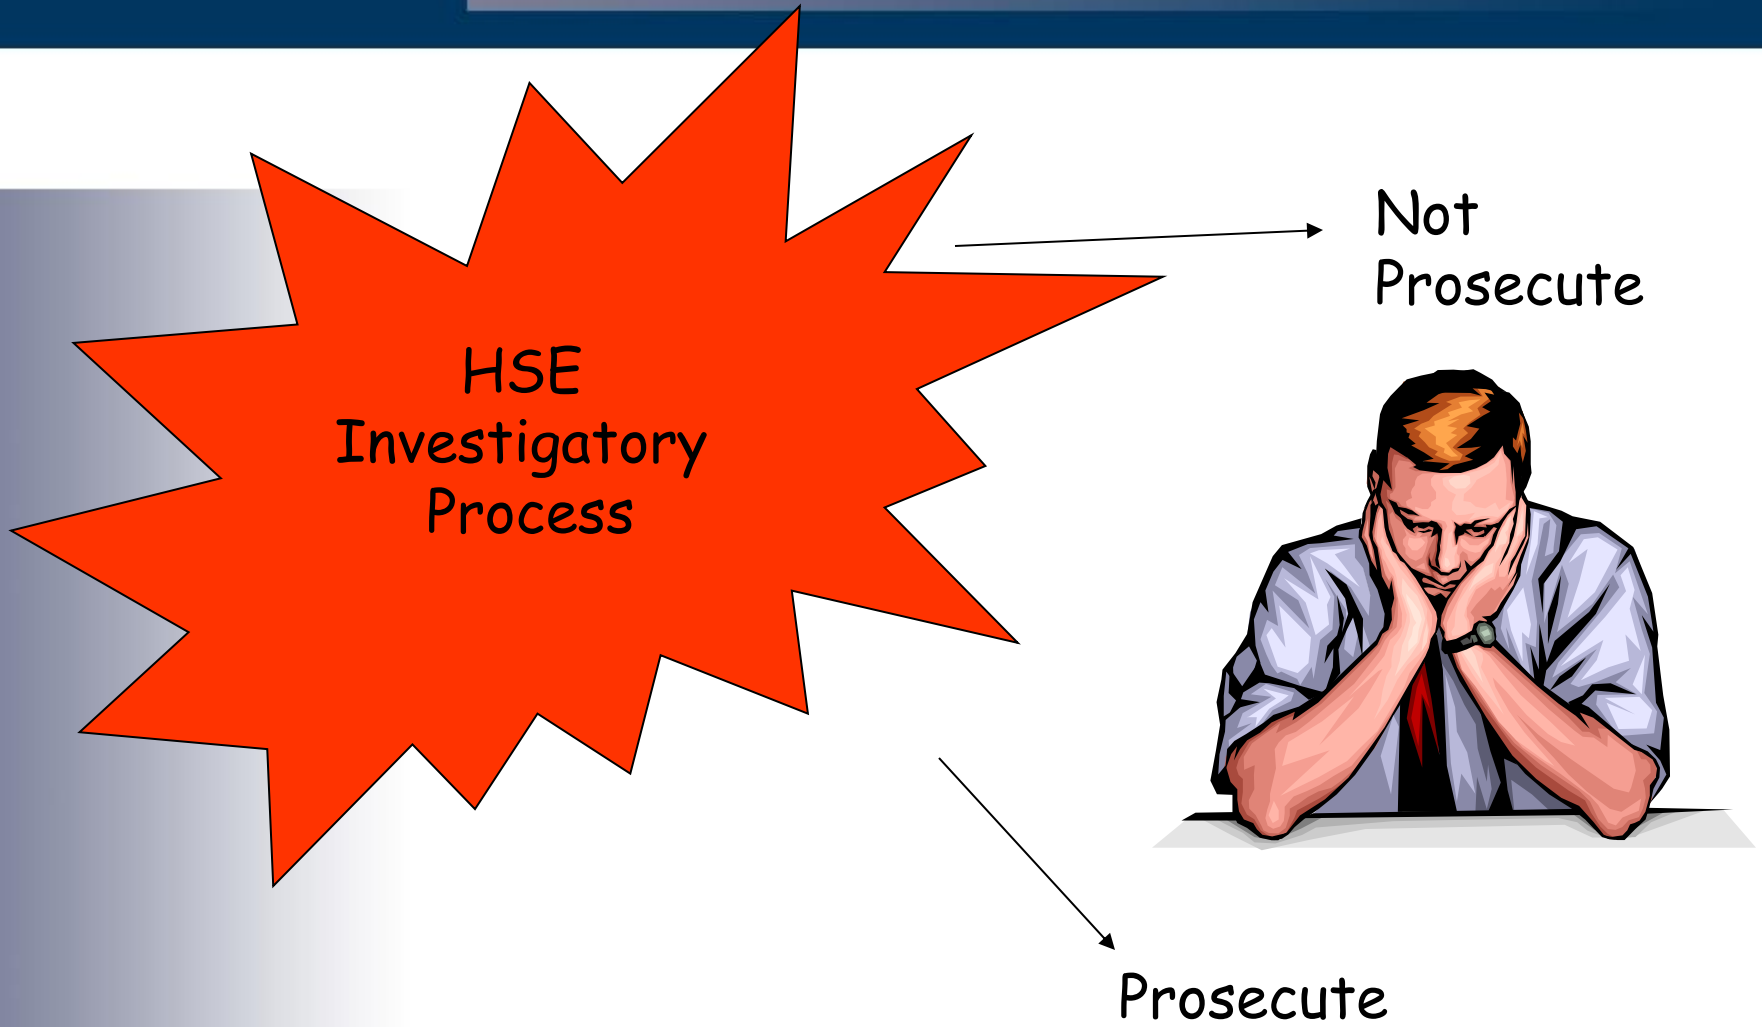 HSE
Investigatory
Process
Not
Prosecute
Prosecute